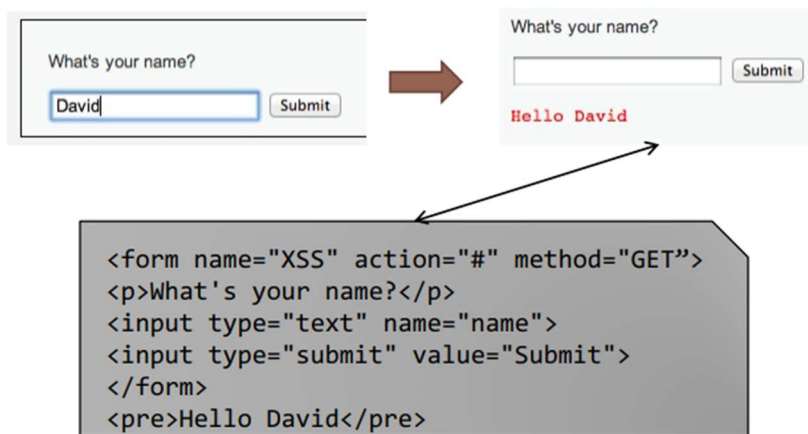 What's your name?
David
Submit
What's your name?
Submit
Hello David
<form name="XSS" action="#" method="GET”>
<p>What's your name?</p>
<input type="text" name="name">
<input type="submit" value="Submit">
</form>
<pre>Hello David</pre>